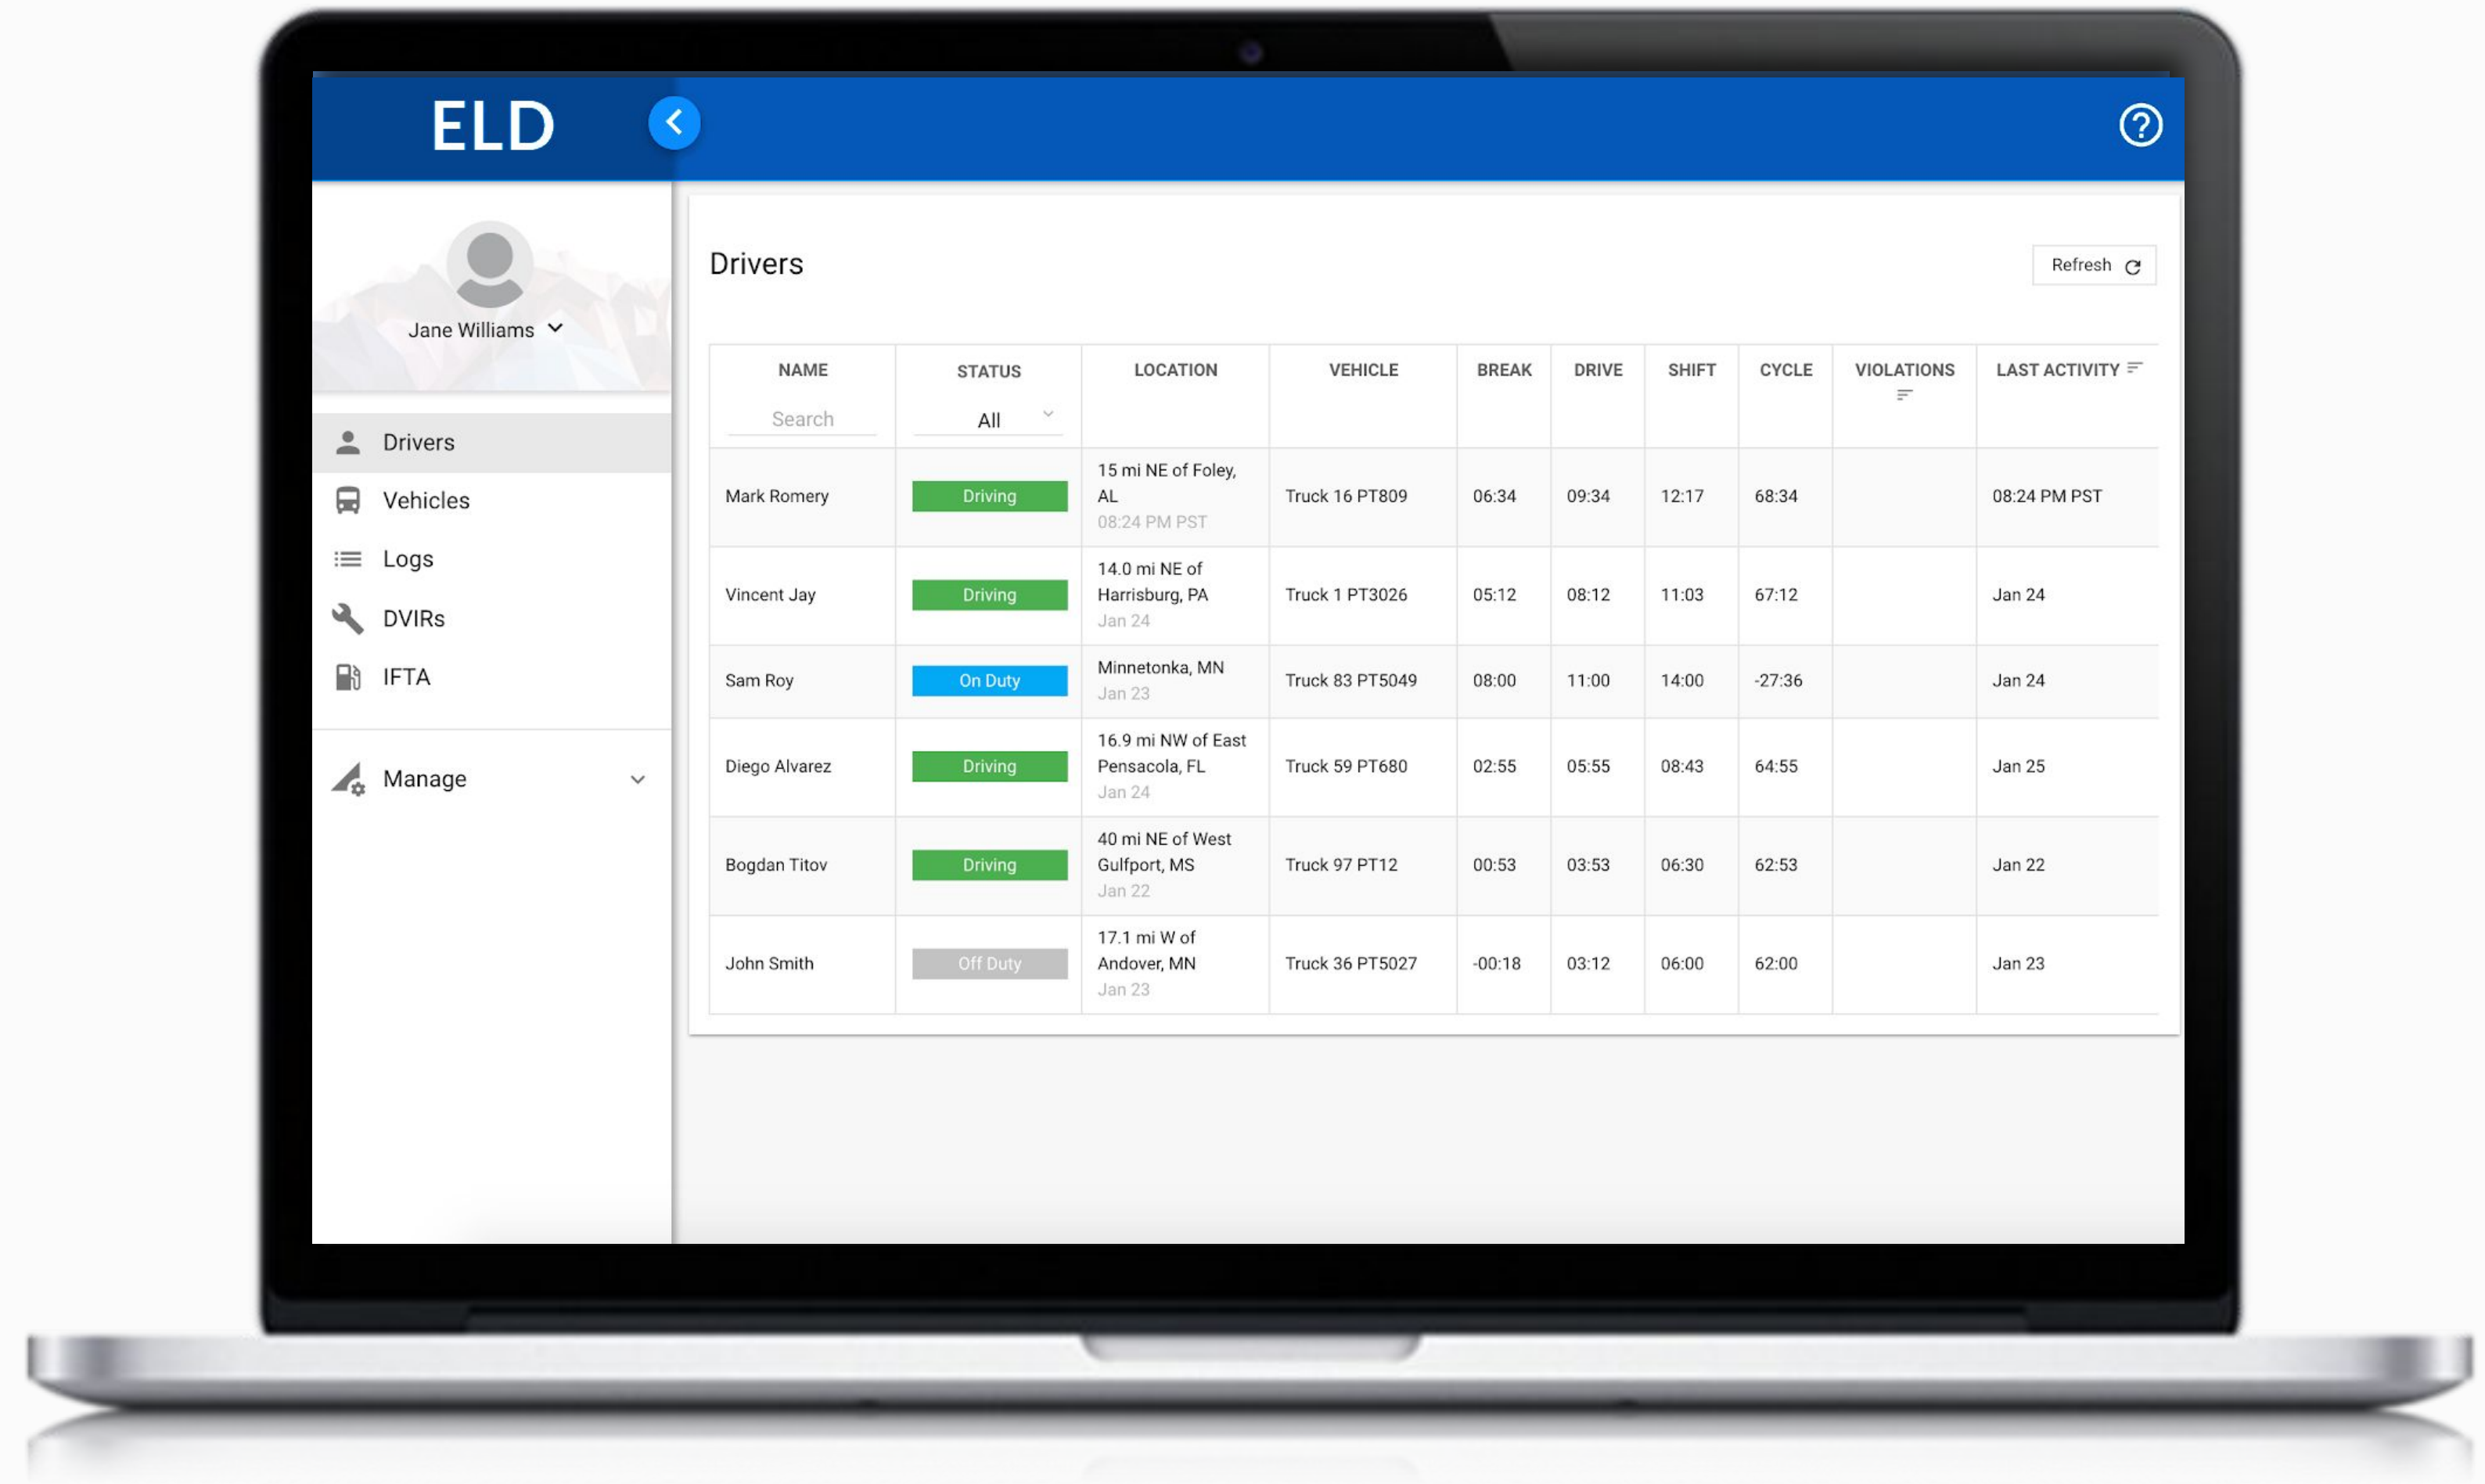 ELD
Jane Williams
Drivers
Vehicles
Logs
DVIRs
IFTA
Manage
Drivers
Refresh
NAME STATUS LOCATION VEHICLE BREAK DRIVE SHIFT CYCLE VIOLATIONS LAST ACTIVITY
Search All
15 mi NE of Foley,
Mark Romery Driving AL Truck 16 PT809 06:34 09:34 12:17 68:34 08:24 PM PST
08:24 PM PST
14.0 mi NE of
Vincent Jay Driving Harrisburg, PA Truck 1 PT3026 05:12 08:12 11:03 67:12 Jan 24
Jan 24
Minnetonka, MN
Sam Roy On Duty Truck 83 PT5049 08:00 11:00 14:00 -27:36 Jan 24
Jan 23
16.9 mi NW of East
Diego Alvarez Driving Pensacola, FL Truck 59 PT680 02:55 05:55 08:43 64:55 Jan 25
Jan 24
40 mi NE of West
Bogdan Titov Driving Gulfport, MS Truck 97 PT12 00:53 03:53 06:30 62:53 Jan 22
Jan 22
17.1 mi W of
John Smith Off Duty Andover, MN Truck 36 PT5027 -00:18 03:12 06:00 62:00 Jan 23
Jan 23